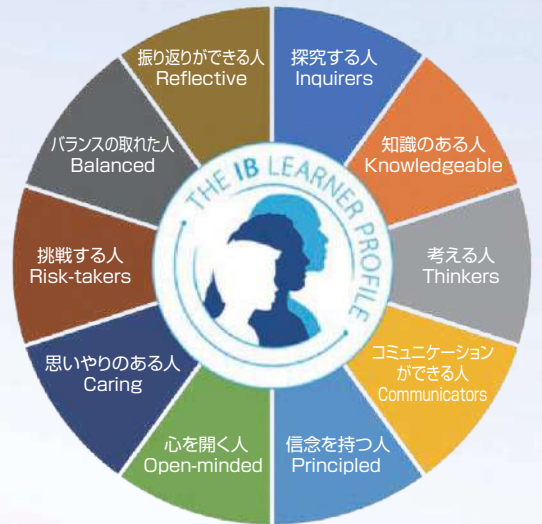 探究する人
Inquirers
知識のある人
Knowledgeable
考える人
Thinkers
コミュニケーション
ができる人
Communicators
信念を持つ人
Principled
心を開く人
Open-minded
思いやりのある人
Caring
挑戦する人
Risk-takers
バランスの取れた人
Balanced
振り返りができる人
Reflective
THE IB LEARNER PROFILE